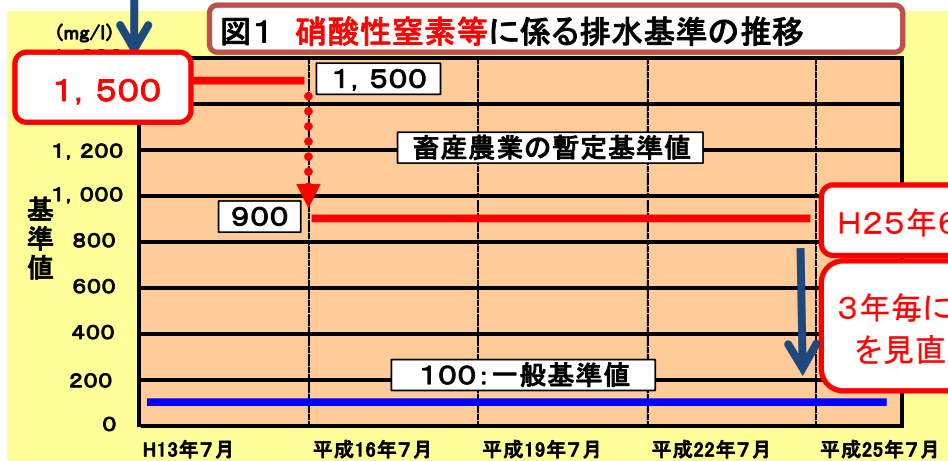 図1 硝酸性窒素等に係る排水基準の推移
(mg/l)
1,500
1,500
畜産農業の暫定基準値
1,200
1,000
900
H25年6
基準値
800
600
3年毎に
を見直
400
200
100:一般基準値
0
H13年7月 平成16年7月 平成19年7月 平成22年7月 平成25年7月